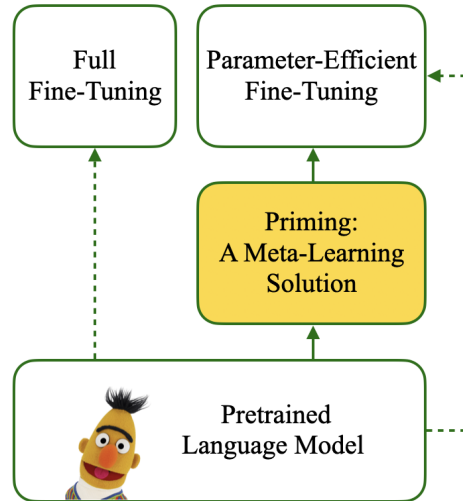 Full
Fine-Tuning
Parameter-Efficient
Fine-Tuning
Priming:
A Meta-Learning
Solution
Pretrained
Language Model